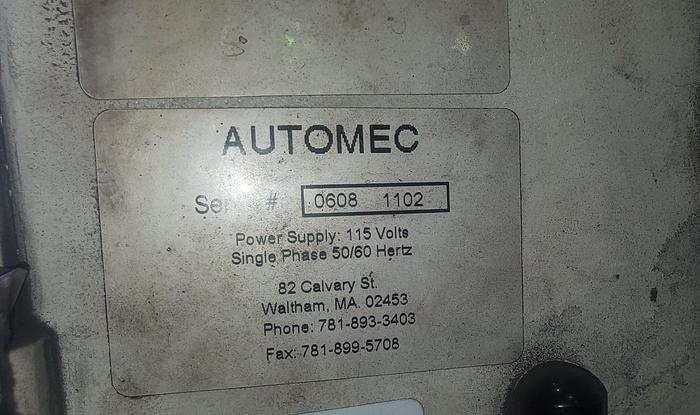 AUTOMEC
Serial # 0608 1102
Power Supply: 115 Volts
Single Phase 50/60 Hertz
82 Calvary St.
Waltham, MA. 02453
Phone: 781-893-3403
Fax: 781-899-5708